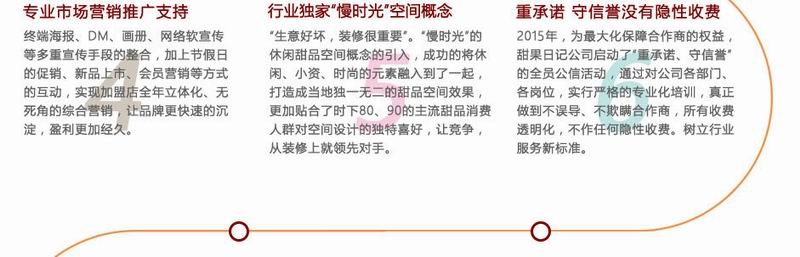 专业市场营销推广支持
终端海报、DM、画册、网络软宣传
等多重宣传手段的整合，加上节假日
的促销、新品上市、会员营销等方式
的互动，实现加盟店全年立体化、无
死角的综合营销，让品牌更快速的沉
淀，盈利更加经久。
4
行业独家“慢时光”空间概念
“生意好坏，装修很重要”。“慢时光”的
休闲甜品空间概念的引入，成功的将休
闲、小资、时尚的元素融入到了一起，
打造成当地独一无二的甜品空间效果，
更加贴合了时下80、90的主流甜品消费
人群对空间设计的独特喜好，让竞争，
从装修上就领先对手。
5
重承诺 守信誉没有隐性收费
2015年，为最大化保障合作商的权益，
甜果日记公司启动了“重承诺、守信誉”
的全员公信活动，通过对公司各部门、
各岗位，实行严格的专业化培训，真正
做到不误导、不欺瞒合作商，所有收费
透明化，不作任何隐性收费。树立行业
服务新标准。
6